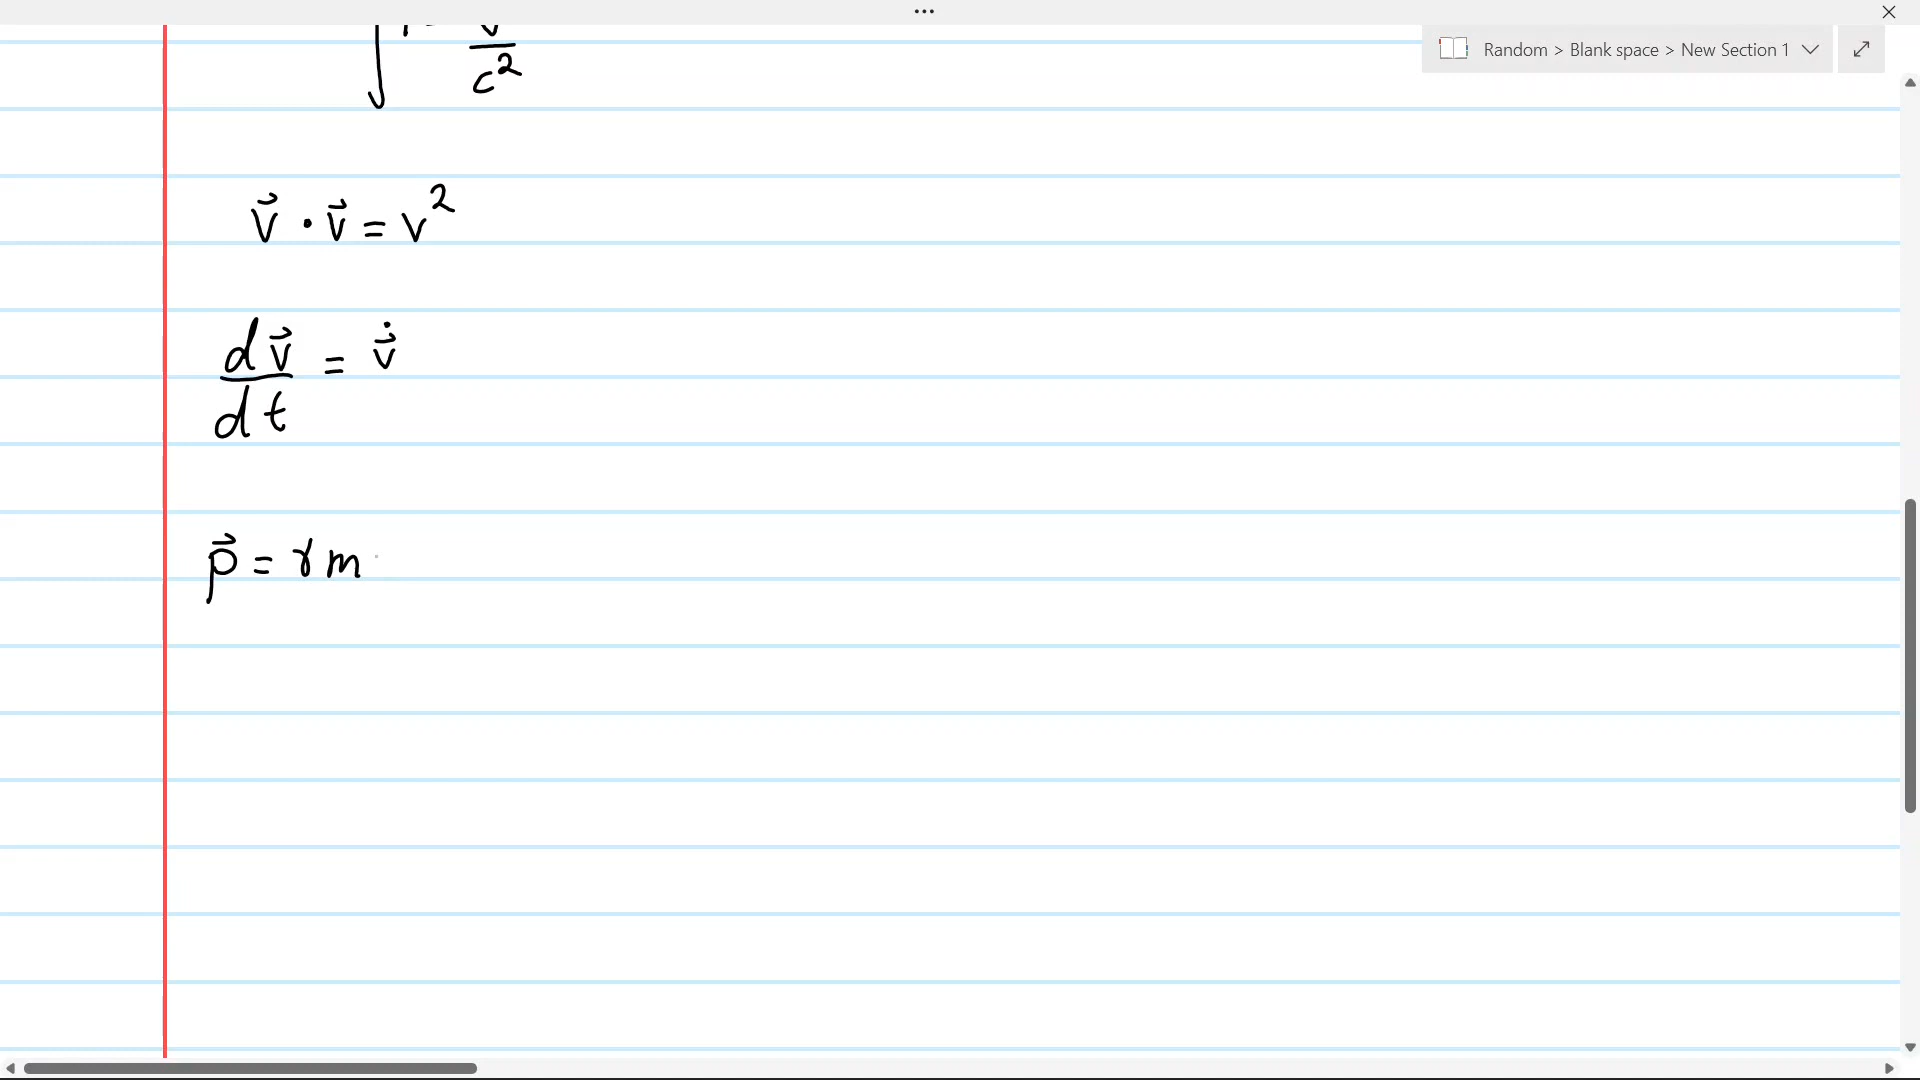 Random > Blank space > New Section 1
c²
v⃗ · v⃗ = v²
dv⃗/dt = v⃗̇
p⃗ = γm